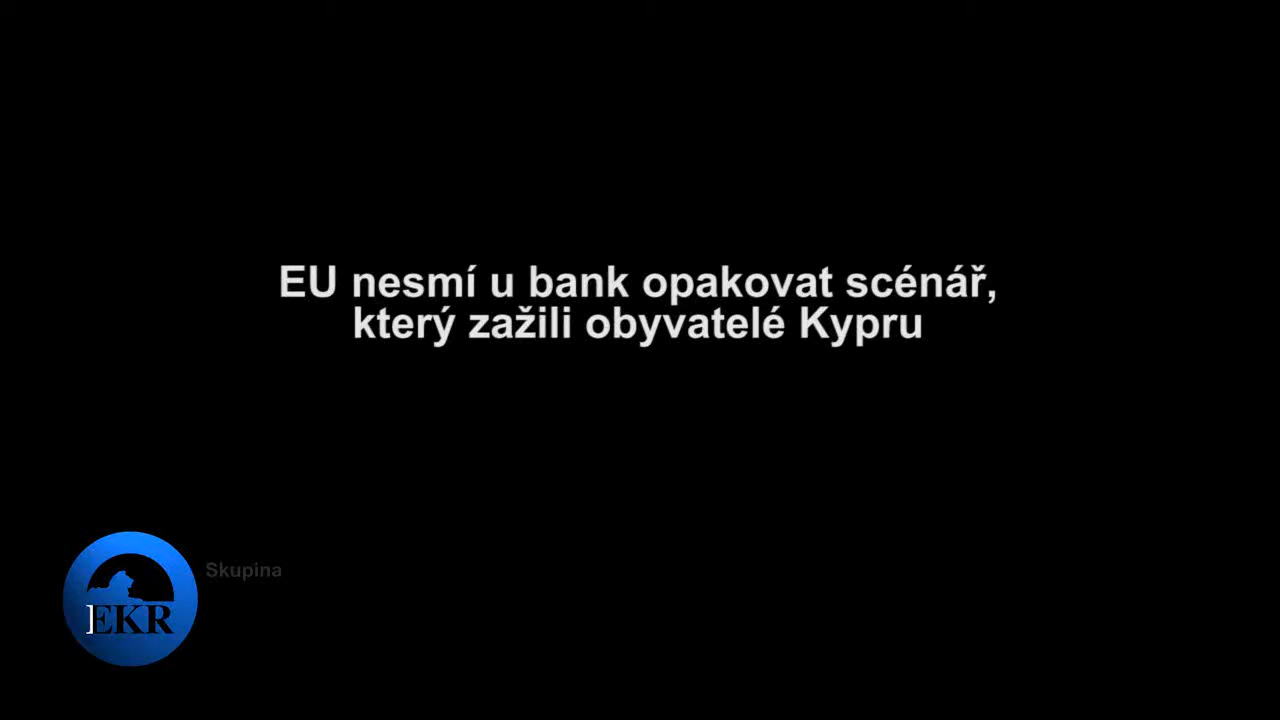 EU nesmí u bank opakovat scénář,
který zažili obyvatelé Kypru
Skupina
EKR